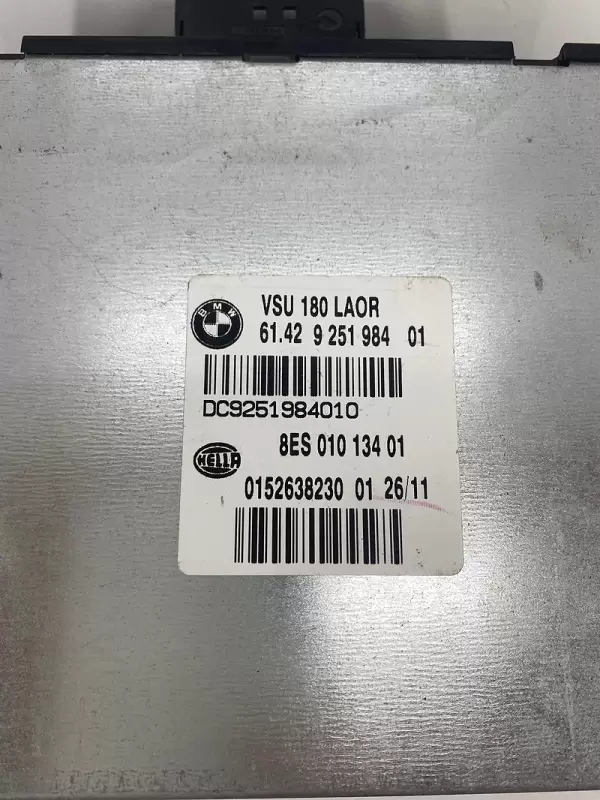 BMW
VSU 180 LAOR
61.42 9 251 984 01
DC9251984010
8ES 010 134 01
HELLA
0152638230 01 26/11